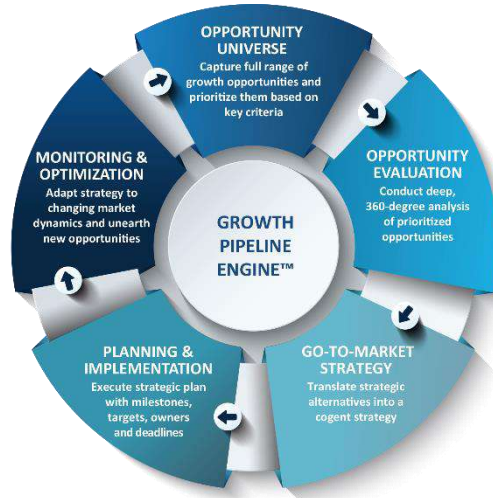 OPPORTUNITY
UNIVERSE
Capture full range of
growth opportunities and
prioritize them based on
key criteria
OPPORTUNITY
EVALUATION
Conduct deep,
360-degree analysis
of prioritized
opportunities
GO-TO-MARKET
STRATEGY
Translate strategic
alternatives into a
cogent strategy
PLANNING &
IMPLEMENTATION
Execute strategic plan
with milestones,
targets, owners
and deadlines
MONITORING &
OPTIMIZATION
Adapt strategy to
changing market
dynamics and unearth
new opportunities
GROWTH
PIPELINE
ENGINE™